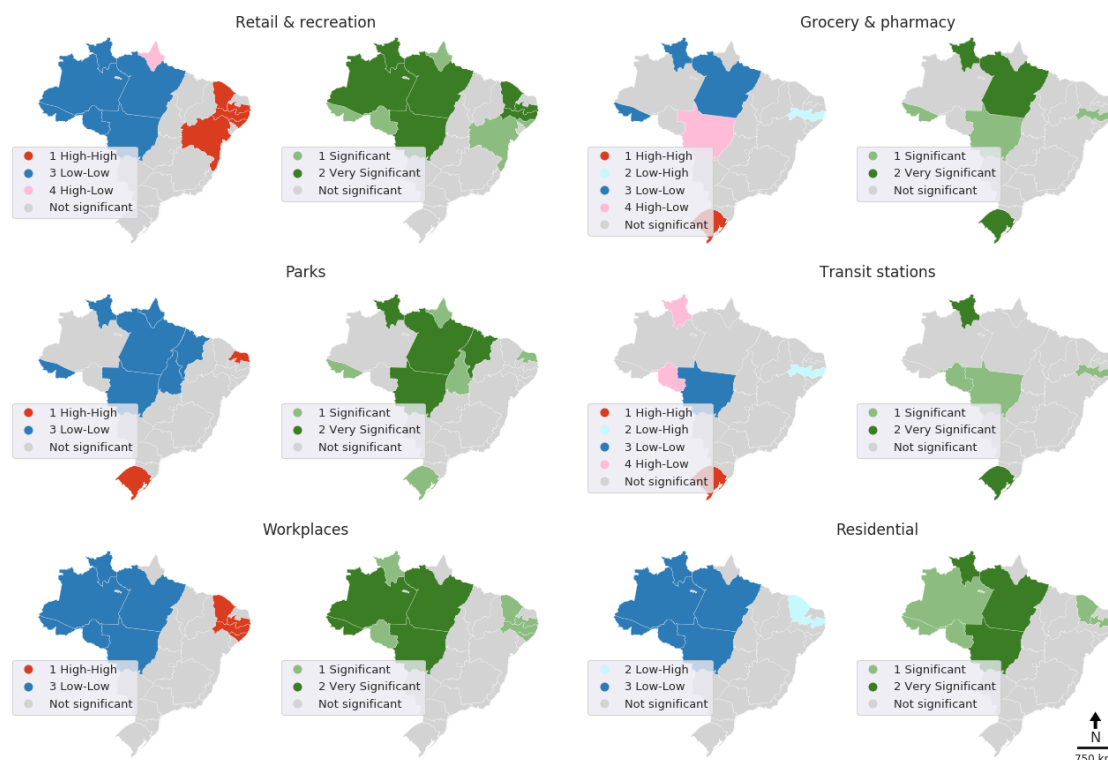 Retail & recreation
1 High-High
3 Low-Low
4 High-Low
Not significant
1 Significant
2 Very Significant
Not significant
Grocery & pharmacy
1 High-High
2 Low-High
3 Low-Low
4 High-Low
Not significant
1 Significant
2 Very Significant
Not significant
Parks
1 High-High
3 Low-Low
Not significant
1 Significant
2 Very Significant
Not significant
Transit stations
1 High-High
2 Low-High
3 Low-Low
4 High-Low
Not significant
1 Significant
2 Very Significant
Not significant
Workplaces
1 High-High
3 Low-Low
Not significant
1 Significant
2 Very Significant
Not significant
Residential
2 Low-High
3 Low-Low
Not significant
1 Significant
2 Very Significant
Not significant
N
750